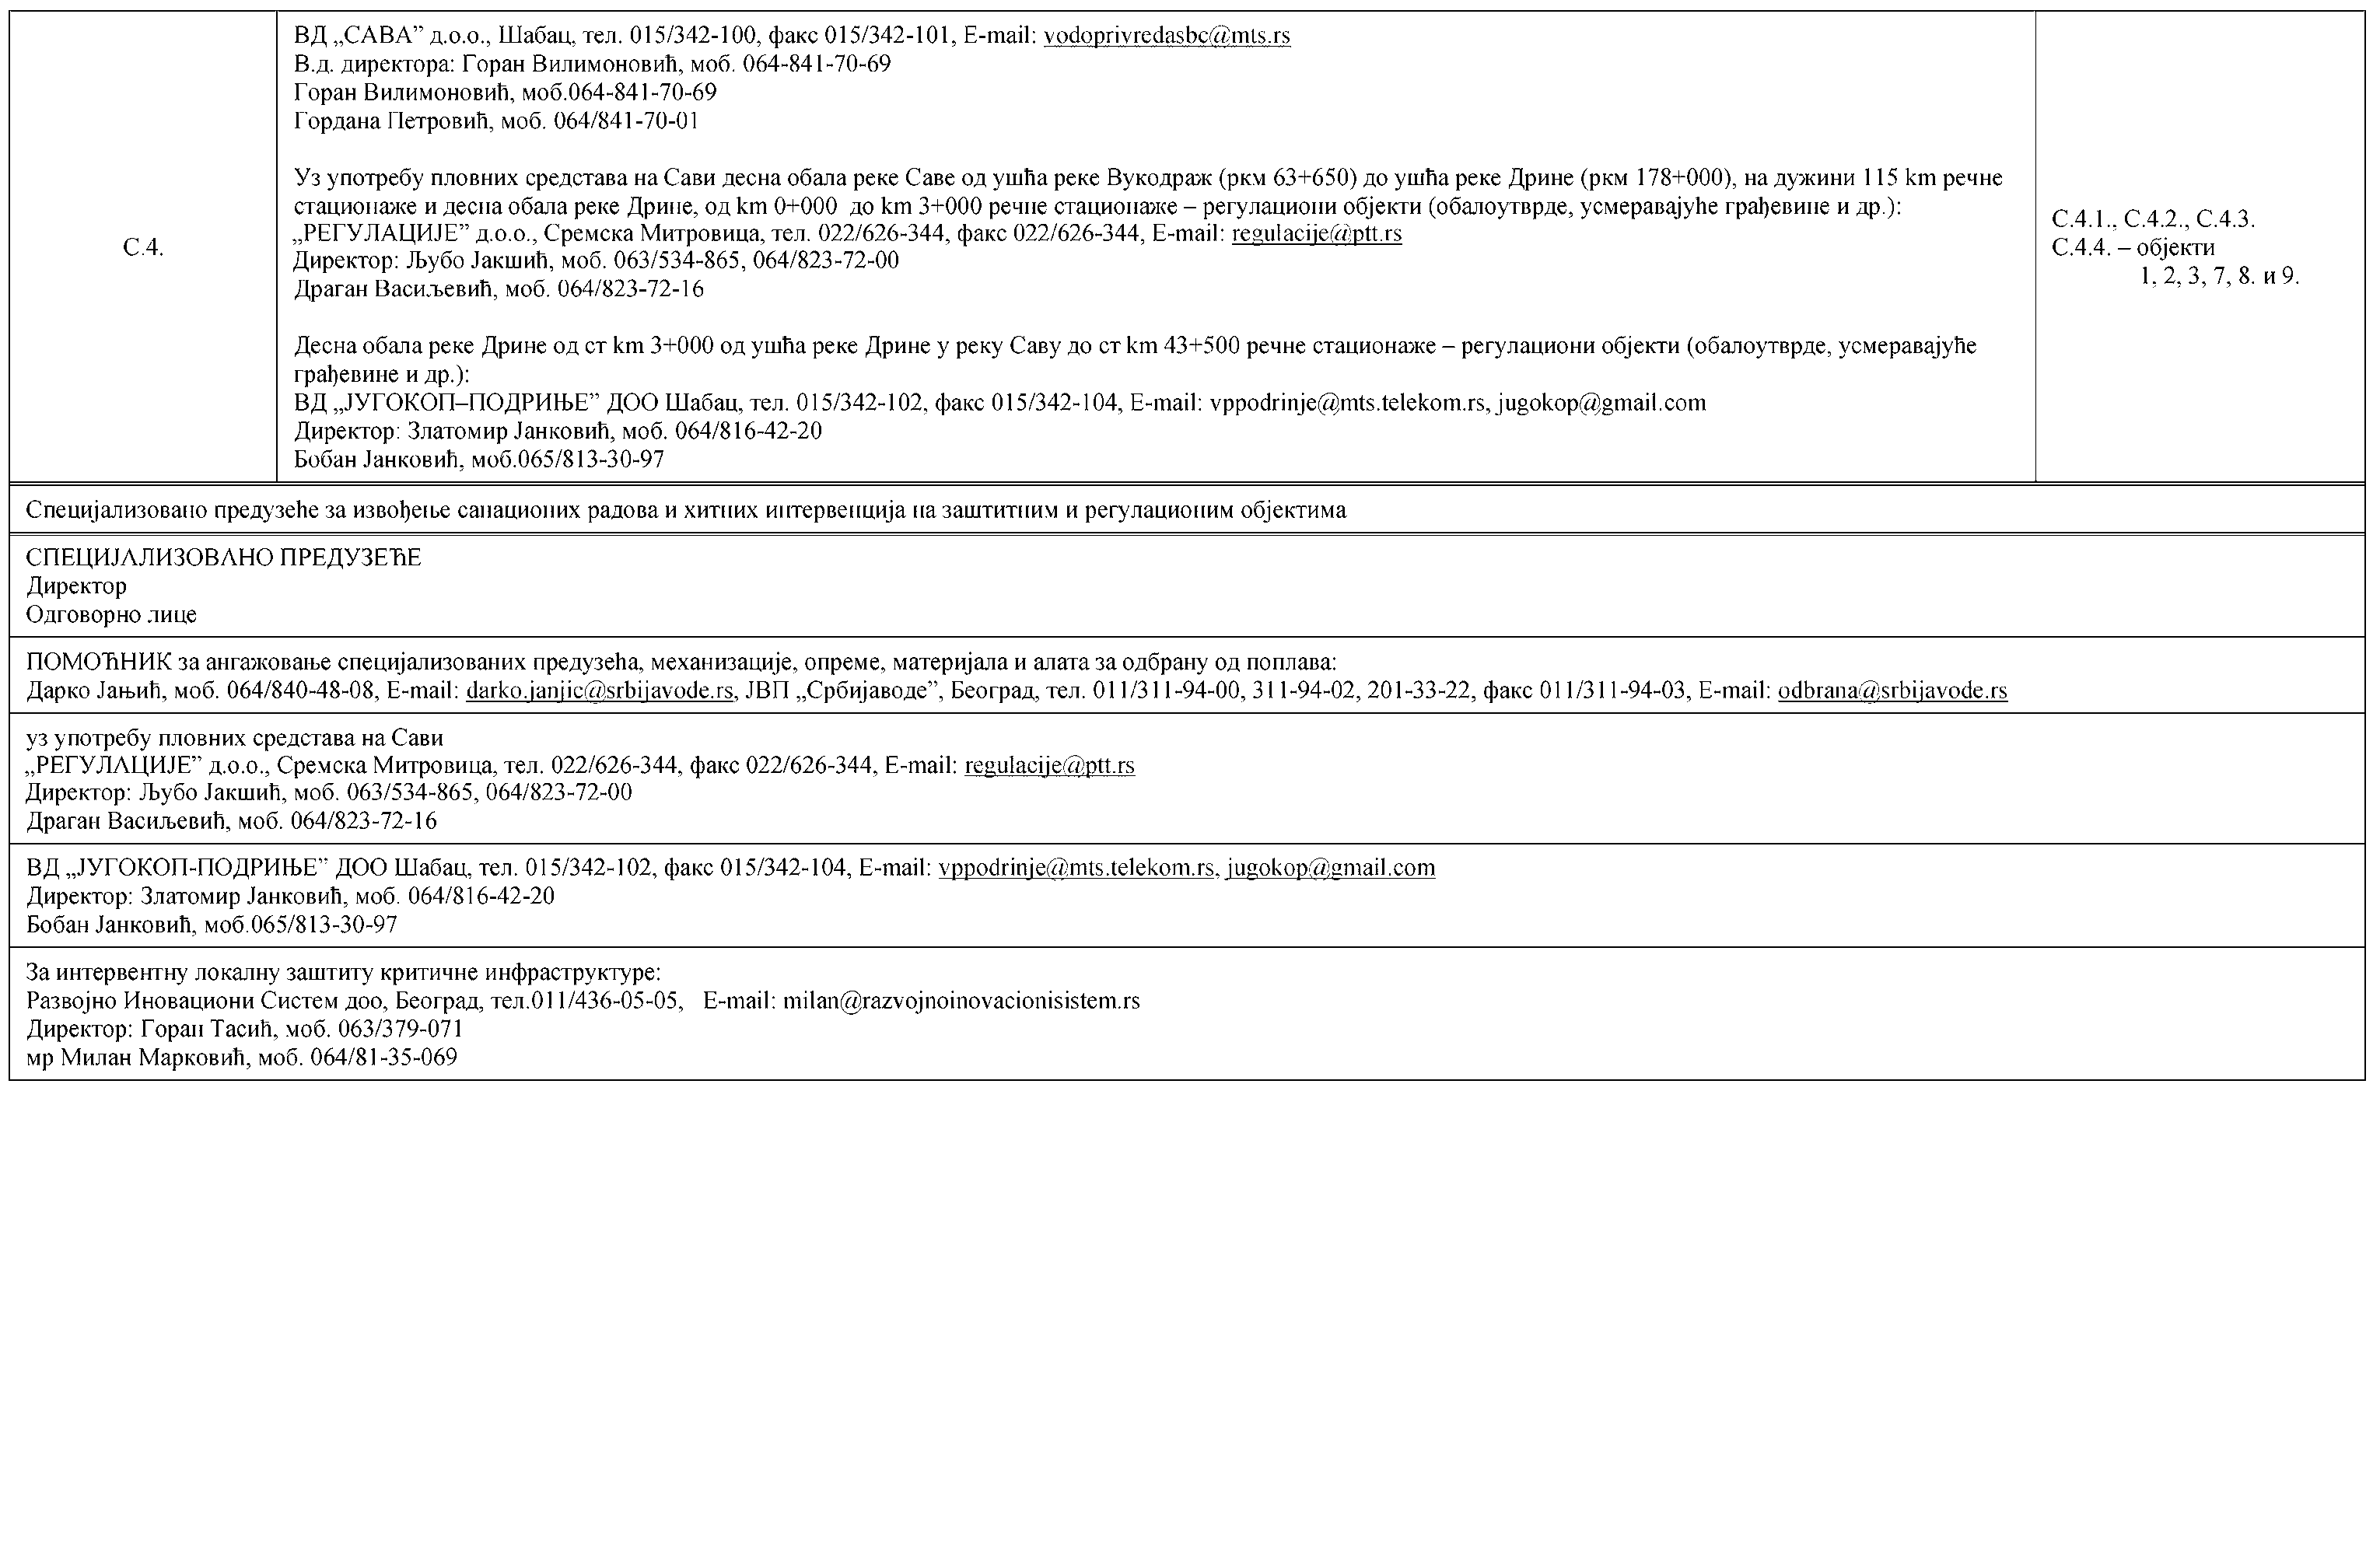 ВД „САВА” д.о.о., Шабац, тел. 015/342-100, факс 015/342-101, E-mail: vodoprivredasbc@mts.rs
В.д. директора: Горан Вилимоновић, моб. 064-841-70-69
Горан Вилимоновић, моб.064-841-70-69
Гордана Петровић, моб. 064/841-70-01
Уз употребу пловних средстава на Сави десна обала реке Саве од ушћа реке Вукодраж (ркм 63+650) до ушћа реке Дрине (ркм 178+000), на дужини 115 km речне
стационаже и десна обала реке Дрине, од km 0+000 до km 3+000 речне стационаже – регулациони објекти (обалоутврде, усмеравајуће грађевине и др.):
„РЕГУЛАЦИЈЕ” д.о.о., Сремска Митровица, тел. 022/626-344, факс 022/626-344, E-mail: regulacije@ptt.rs
Директор: Љубо Јакшић, моб. 063/534-865, 064/823-72-00
Драган Васиљевић, моб. 064/823-72-16
Десна обала реке Дрине од ст km 3+000 од ушћа реке Дрине у реку Саву до ст km 43+500 речне стационаже – регулациони објекти (обалоутврде, усмеравајуће
грађевине и др.):
ВД „ЈУГОКОП–ПОДРИЊЕ” ДОО Шабац, тел. 015/342-102, факс 015/342-104, E-mail: vppodrinje@mts.telekom.rs, jugokop@gmail.com
Директор: Златомир Јанковић, моб. 064/816-42-20
Бобан Јанковић, моб.065/813-30-97
С.4.
С.4.1., С.4.2., С.4.3.
С.4.4. – објекти
1, 2, 3, 7, 8. и 9.
Специјализовано предузеће за извођење санационих радова и хитних интервенција на заштитним и регулационим објектима
СПЕЦИЈАЛИЗОВАНО ПРЕДУЗЕЋЕ
Директор
Одговорно лице
ПОМОЋНИК за ангажовање специјализованих предузећа, механизације, опреме, материјала и алата за одбрану од поплава:
Дарко Јањић, моб. 064/840-48-08, E-mail: darko.janjic@srbijavode.rs, ЈВП „Србијаводе”, Београд, тел. 011/311-94-00, 311-94-02, 201-33-22, факс 011/311-94-03, E-mail: odbrana@srbijavode.rs
уз употребу пловних средстава на Сави
„РЕГУЛАЦИЈЕ” д.о.о., Сремска Митровица, тел. 022/626-344, факс 022/626-344, E-mail: regulacije@ptt.rs
Директор: Љубо Јакшић, моб. 063/534-865, 064/823-72-00
Драган Васиљевић, моб. 064/823-72-16
ВД „ЈУГОКОП-ПОДРИЊЕ” ДОО Шабац, тел. 015/342-102, факс 015/342-104, E-mail: vppodrinje@mts.telekom.rs, jugokop@gmail.com
Директор: Златомир Јанковић, моб. 064/816-42-20
Бобан Јанковић, моб.065/813-30-97
За интервентну локалну заштиту критичне инфраструктуре:
Развојно Иновациони Систем доо, Београд, тел.011/436-05-05, E-mail: milan@razvojnoinovacionisistem.rs
Директор: Горан Тасић, моб. 063/379-071
мр Милан Марковић, моб. 064/81-35-069